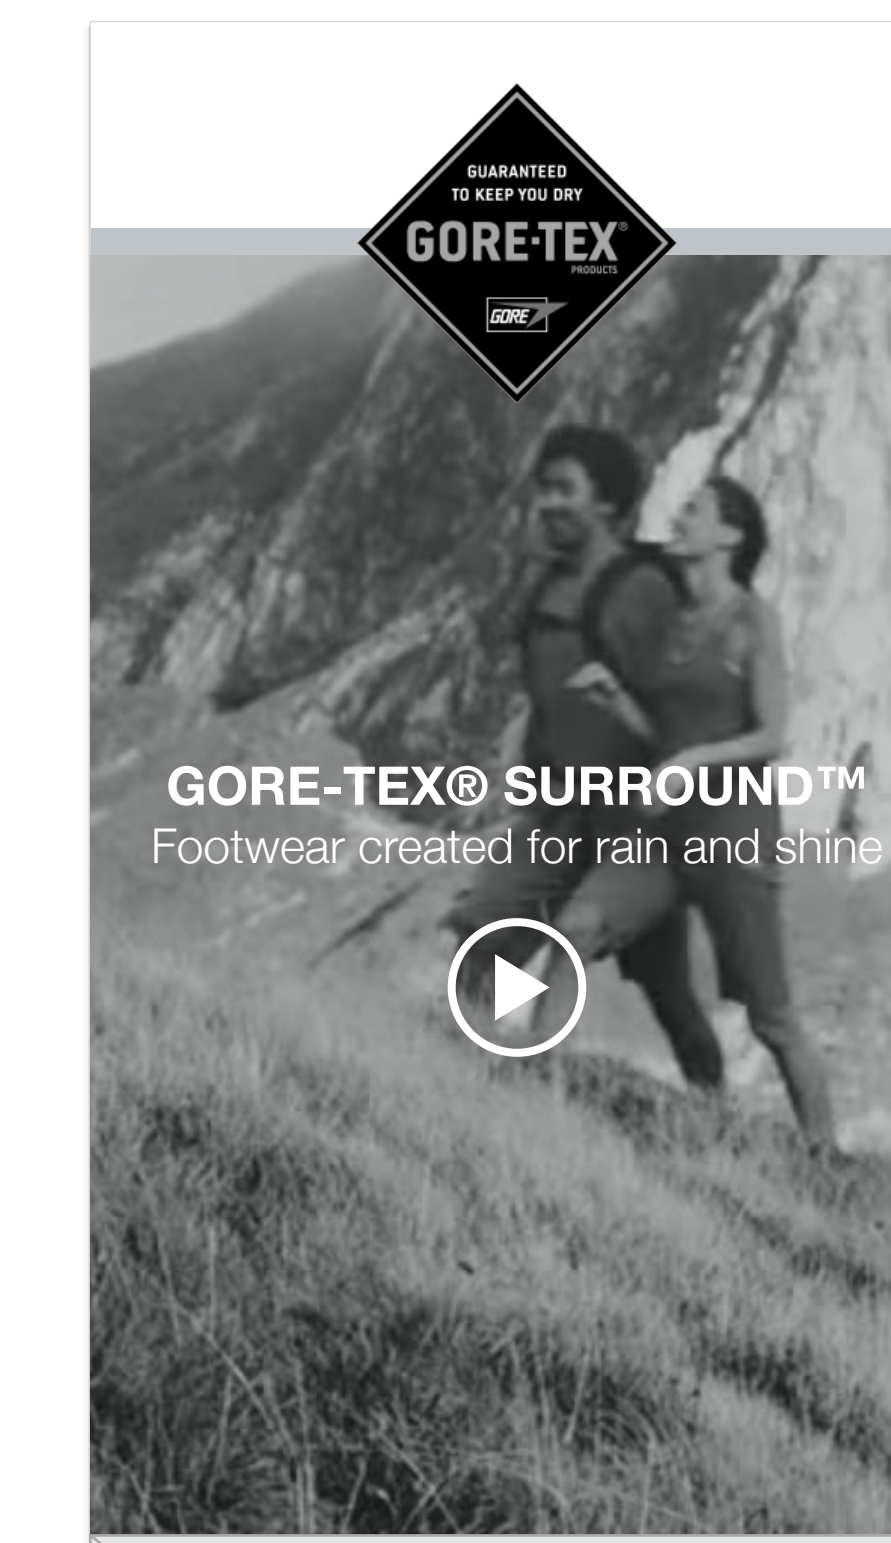 GUARANTEED
TO KEEP YOU DRY
GORE-TEX®
PRODUCTS
GORE
GORE-TEX® SURROUND™
Footwear created for rain and shine